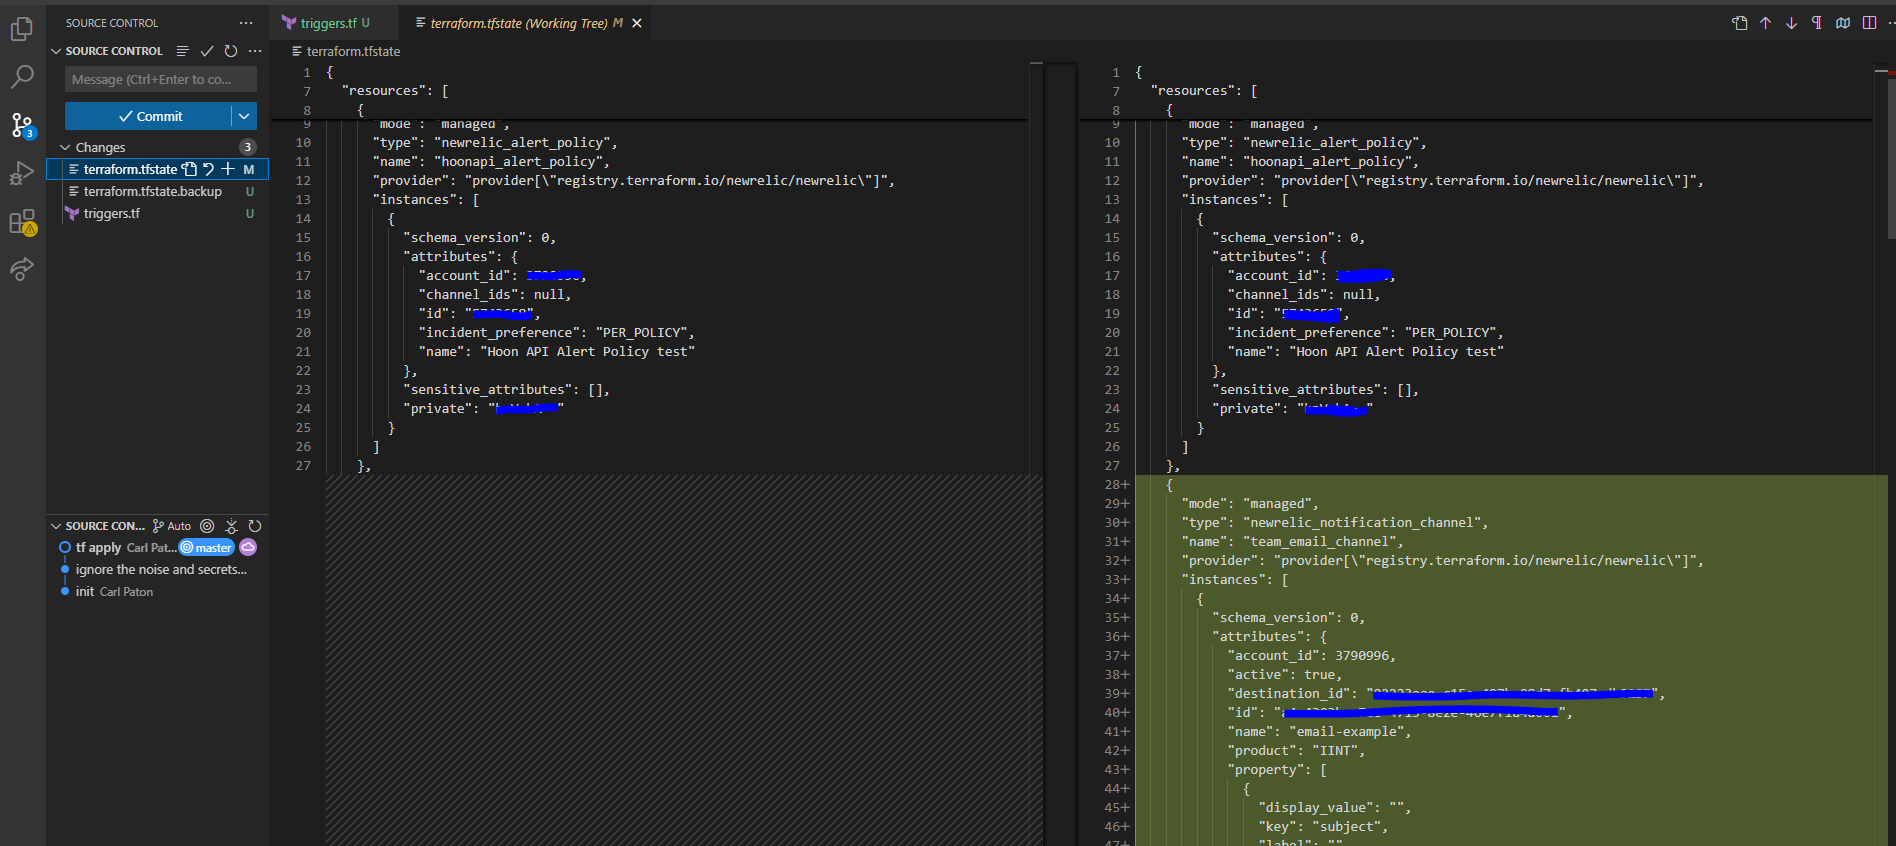 SOURCE CONTROL
SOURCE CONTROL
Message (Ctrl+Enter to co...
Commit
Changes 3
terraform.tfstate M
terraform.tfstate.backup U
triggers.tf U
3
SOURCE CON... Auto
tf apply Carl Pat... master
ignore the noise and secrets...
init Carl Paton
triggers.tf U
terraform.tfstate (Working Tree) M
terraform.tfstate
1 {
7 "resources": [
8 {
9 "mode": "managed",
10 "type": "newrelic_alert_policy",
11 "name": "hoonapi_alert_policy",
12 "provider": "provider[\"registry.terraform.io/newrelic/newrelic\"]",
13 "instances": [
14 {
15 "schema_version": 0,
16 "attributes": {
17 "account_id": ,
18 "channel_ids": null,
19 "id": " ",
20 "incident_preference": "PER_POLICY",
21 "name": "Hoon API Alert Policy test"
22 },
23 "sensitive_attributes": [],
24 "private": " "
25 }
26 ]
27 },
1 {
7 "resources": [
8 {
9 "mode": "managed",
10 "type": "newrelic_alert_policy",
11 "name": "hoonapi_alert_policy",
12 "provider": "provider[\"registry.terraform.io/newrelic/newrelic\"]",
13 "instances": [
14 {
15 "schema_version": 0,
16 "attributes": {
17 "account_id": ,
18 "channel_ids": null,
19 "id": " ",
20 "incident_preference": "PER_POLICY",
21 "name": "Hoon API Alert Policy test"
22 },
23 "sensitive_attributes": [],
24 "private": " "
25 }
26 ]
27 },
28+ {
29+ "mode": "managed",
30+ "type": "newrelic_notification_channel",
31+ "name": "team_email_channel",
32+ "provider": "provider[\"registry.terraform.io/newrelic/newrelic\"]",
33+ "instances": [
34+ {
35+ "schema_version": 0,
36+ "attributes": {
37+ "account_id": 3790996,
38+ "active": true,
39+ "destination_id": " ",
40+ "id": " ",
41+ "name": "email-example",
42+ "product": "IINT",
43+ "property": [
44+ {
45+ "display_value": "",
46+ "key": "subject",
47+ "label": ""